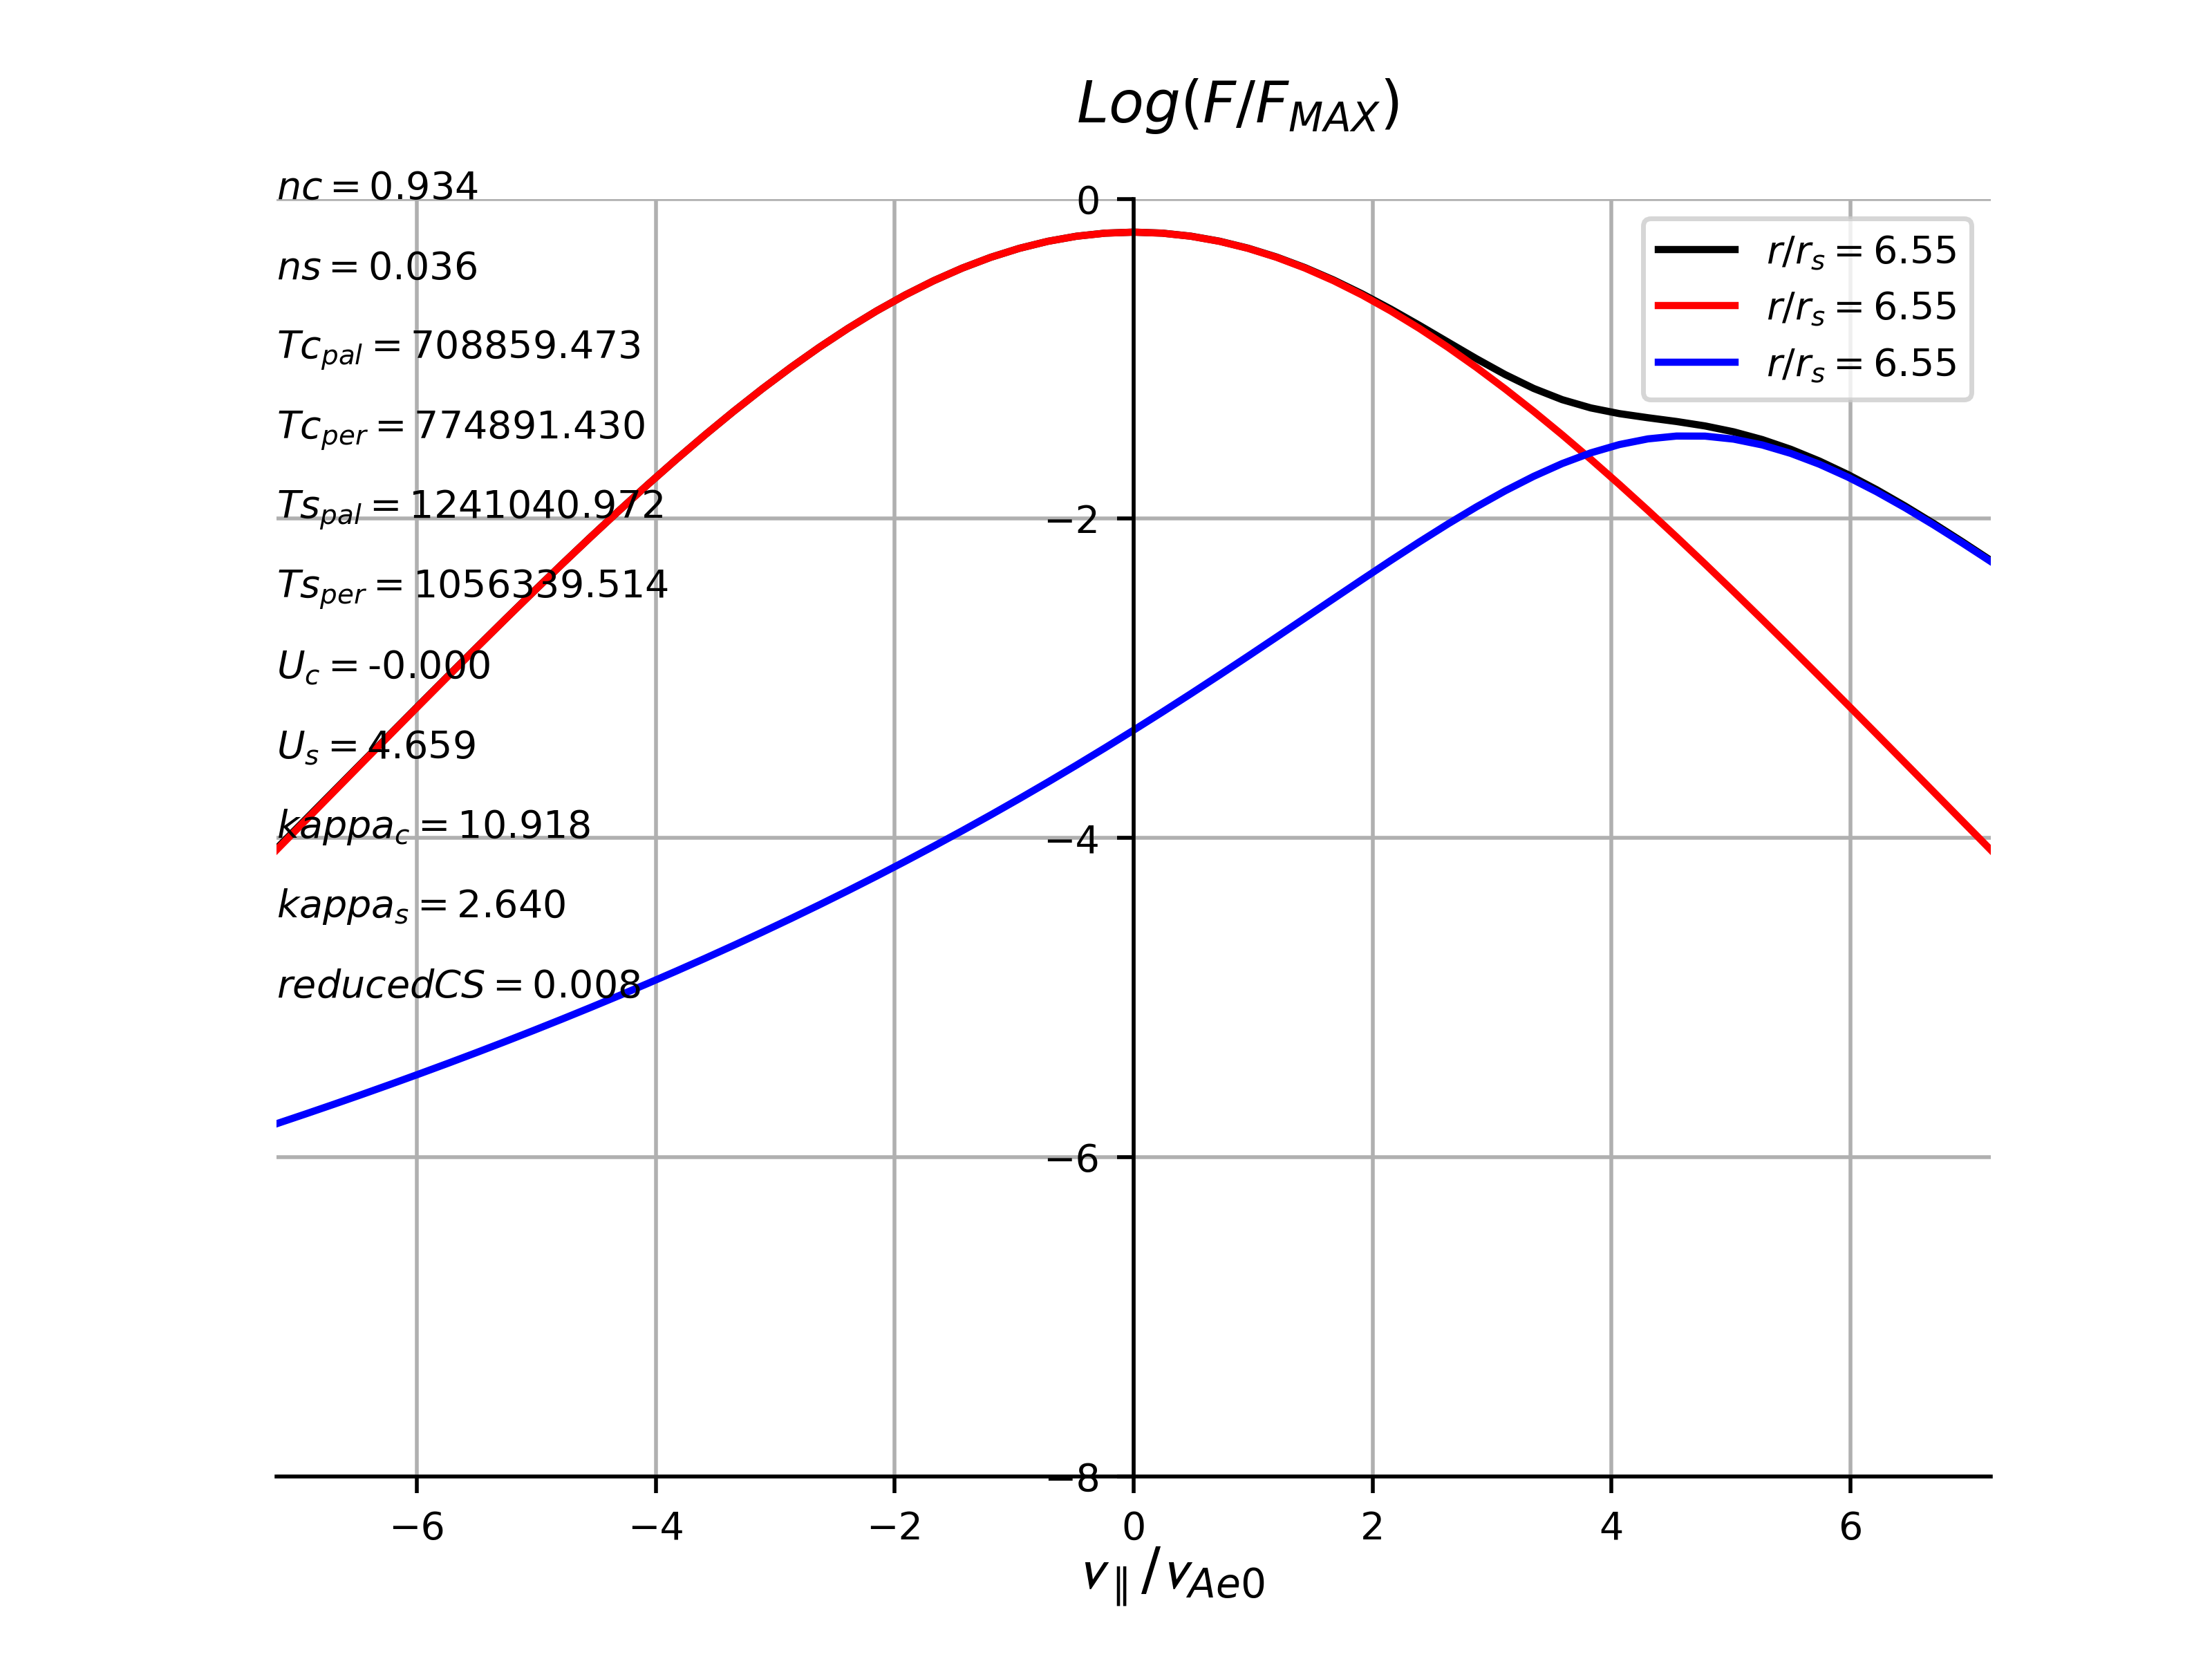 Log(F/F_MAX)
nc = 0.934
ns = 0.036
Tc_pal = 708859.473
Tc_per = 774891.430
Ts_pal = 1241040.972
Ts_per = 1056339.514
U_c = -0.000
U_s = 4.659
kappa_c = 10.918
kappa_s = 2.640
reducedCS = 0.008
0
−2
−4
−6
−8
r/r_s = 6.55
r/r_s = 6.55
r/r_s = 6.55
−6 −4 −2 0 2 4 6
v_∥/v_Ae0